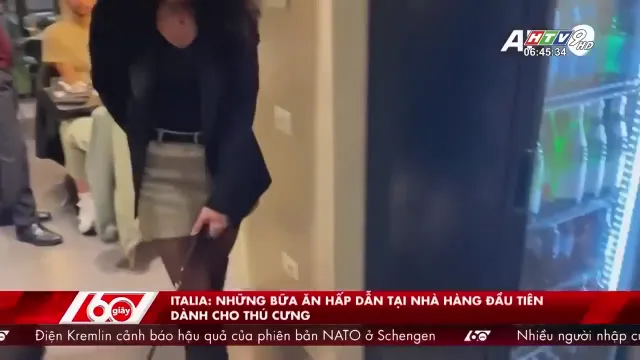 AHTV9HD
06:45:34
60 giây
ITALIA: NHỮNG BỮA ĂN HẤP DẪN TẠI NHÀ HÀNG ĐẦU TIÊN
DÀNH CHO THÚ CƯNG
Điện Kremlin cảnh báo hậu quả của phiên bản NATO ở Schengen
Nhiều người nhập c